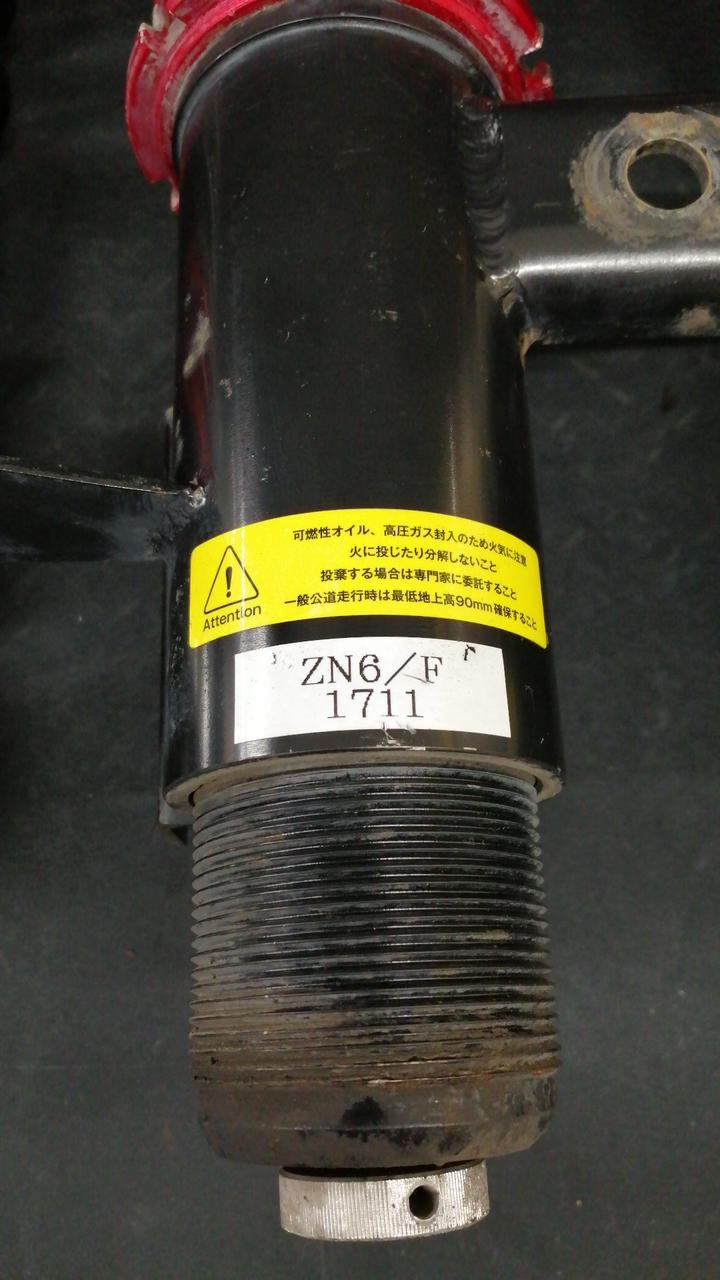 可燃性オイル、高圧ガス封入のため火気に注意
火に投じたり分解しないこと
投棄する場合は専門家に委託すること
一般公道走行時は最低地上高90mm確保すること
Attention
ZN6/F
1711